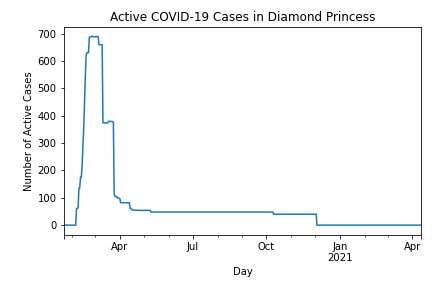 Active COVID-19 Cases in Diamond Princess
700
600
500
400
300
200
100
0
Number of Active Cases
Apr
Jul
Oct
Jan
2021
Apr
Day